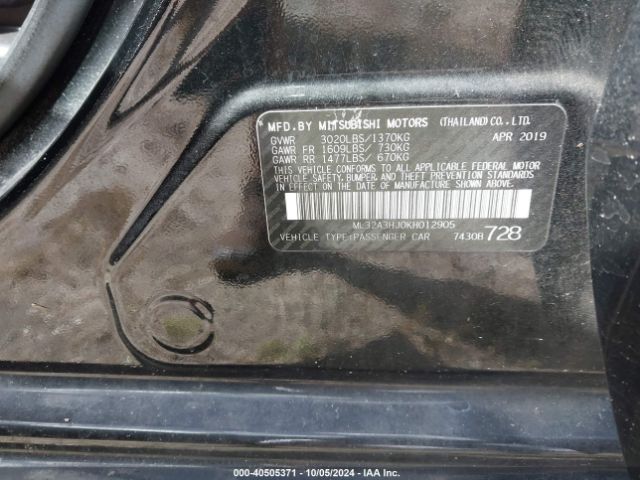 MFD.BY MITSUBISHI MOTORS (THAILAND)CO.,LTD.
GVWR 3020LBS/1370KG APR 2019
GAWR FR 1609LBS/ 730KG
GAWR RR 1477LBS/ 670KG
THIS VEHICLE CONFORMS TO ALL APPLICABLE FEDERAL MOTOR
VEHICLE SAFETY, BUMPER, AND THEFT PREVENTION STANDARDS
IN EFFECT ON THE DATE OF MANUFACTURE SHOWN ABOVE.
ML32A3HJ0KH012905
VEHICLE TYPE:PASSENGER CAR 74308 728
000-40505371 - 10/05/2024 - IAA Inc.